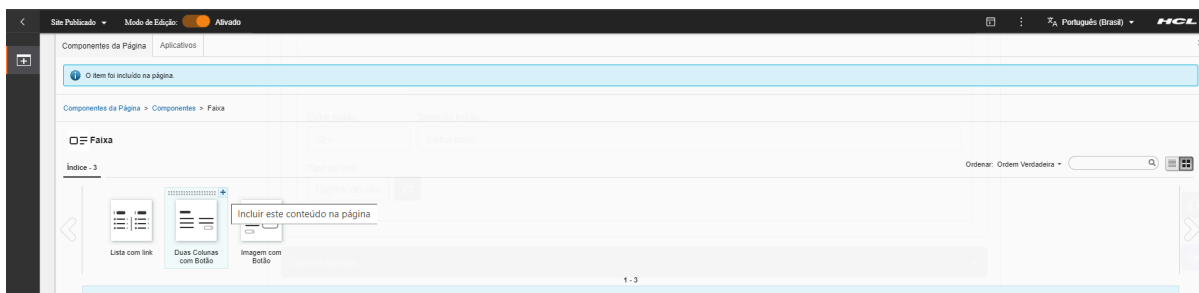 Site Publicado Modo de Edição: Ativado Português (Brasil) HCL
Componentes da Página Aplicativos
O item foi incluído na página.
Componentes da Página > Componentes > Faixa
Faixa
Índice - 3
Ordenar: Ordem Verdadeira
Incluir este conteúdo na página
Lista com link
Duas Colunas
com Botão
Imagem com
Botão
1 - 3